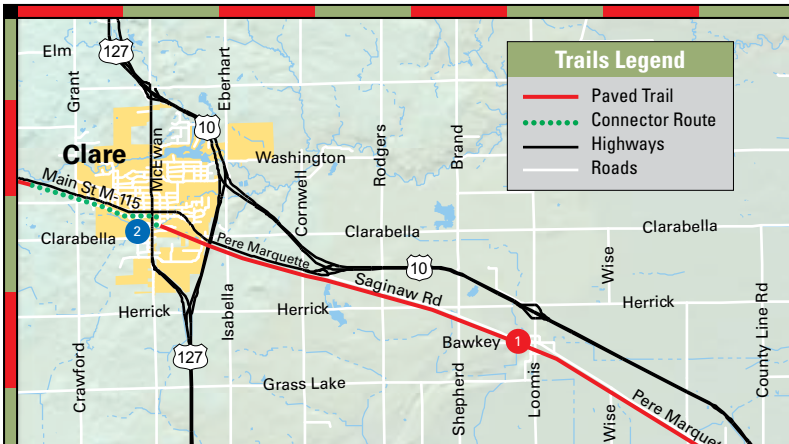 127
Elm
Grant
Eberhart
10
Clare
McEwan
Washington
Rodgers
Brand
Cornwell
Main St M-115
2
Clarabella
Clarabella
Clarabella
Pere Marquette
10
Saginaw Rd
Wise
Herrick
Isabella
Herrick
Herrick
County Line Rd
Bawkey
1
127
Crawford
Grass Lake
Shepherd
Loomis
Wise
Pere Marquett
Trails Legend
Paved Trail
Connector Route
Highways
Roads